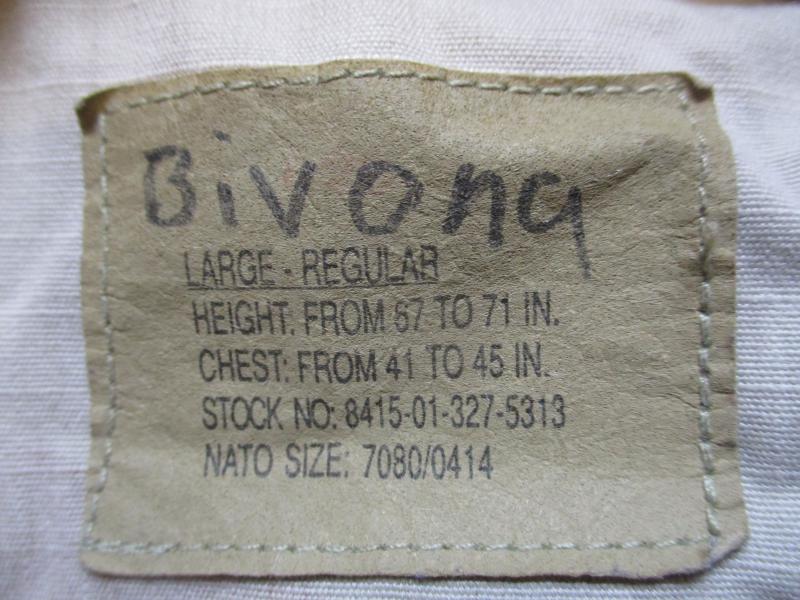 Bivona
LARGE - REGULAR
HEIGHT: FROM 67 TO 71 IN.
CHEST: FROM 41 TO 45 IN.
STOCK NO: 8415-01-327-5313
NATO SIZE: 7080/0414